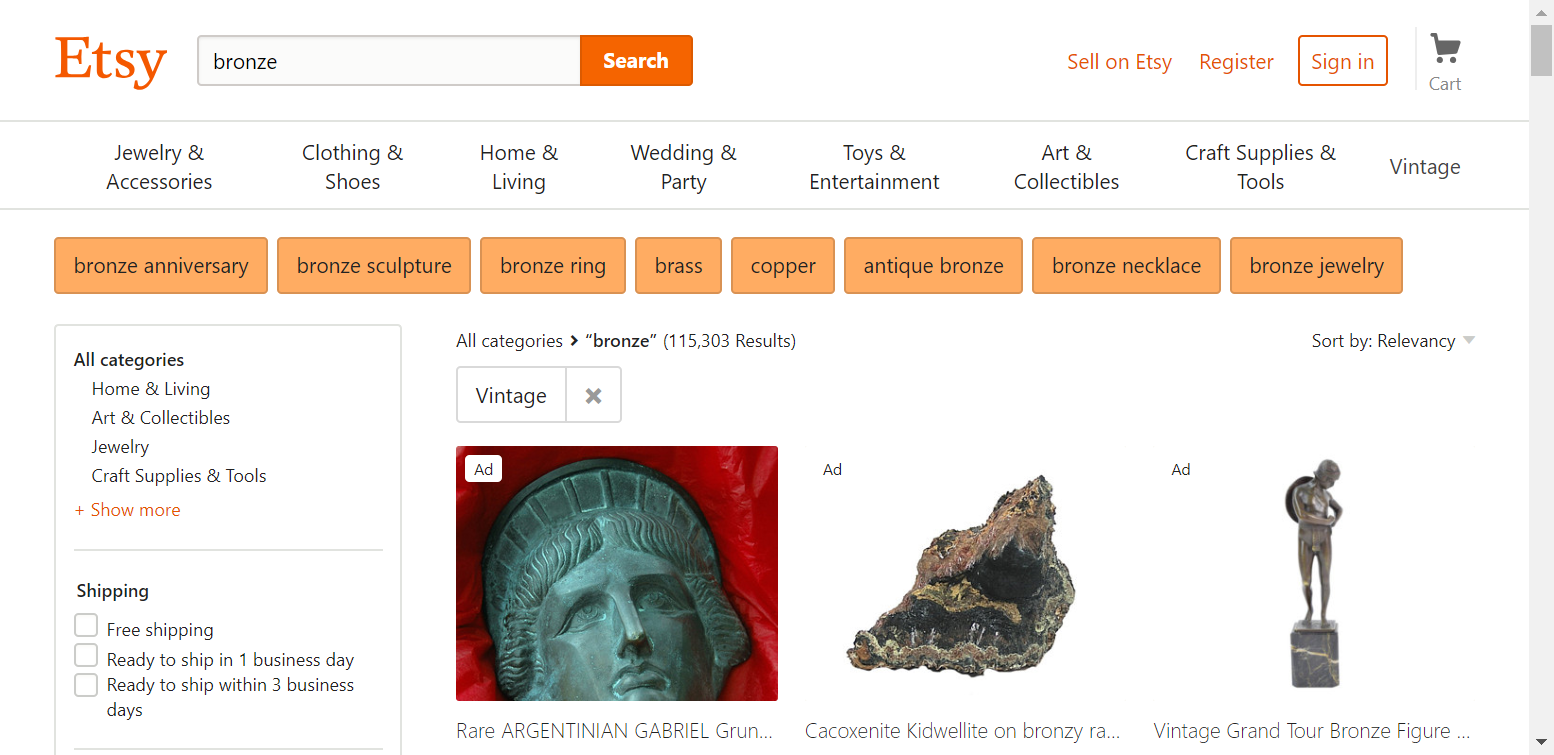 Etsy
bronze
Search
Sell on Etsy
Register
Sign in
Cart
Jewelry &
Accessories
Clothing &
Shoes
Home &
Living
Wedding &
Party
Toys &
Entertainment
Art &
Collectibles
Craft Supplies &
Tools
Vintage
bronze anniversary
bronze sculpture
bronze ring
brass
copper
antique bronze
bronze necklace
bronze jewelry
All categories
Home & Living
Art & Collectibles
Jewelry
Craft Supplies & Tools
+ Show more
Shipping
Free shipping
Ready to ship in 1 business day
Ready to ship within 3 business
days
All categories > “bronze” (115,303 Results)
Sort by: Relevancy
Vintage
Ad
Ad
Ad
Rare ARGENTINIAN GABRIEL Grun...
Cacoxenite Kidwellite on bronzy ra...
Vintage Grand Tour Bronze Figure ...